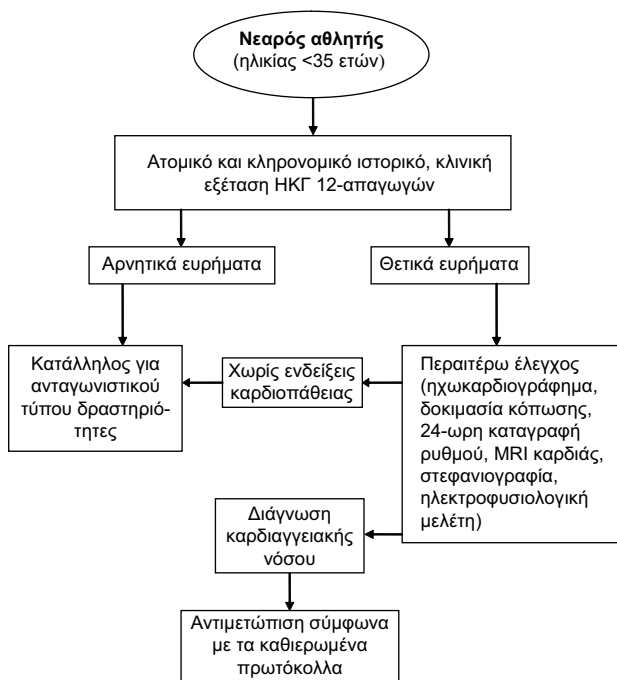 Νεαρός αθλητής
(ηλικίας <35 ετών)
Ατομικό και κληρονομικό ιστορικό, κλινική
εξέταση ΗΚΓ 12-απαγωγών
Αρνητικά ευρήματα
Θετικά ευρήματα
Κατάλληλος για
ανταγωνιστικού
τύπου δραστηριό-
τητες
Χωρίς ενδείξεις
καρδιοπάθειας
Περαιτέρω έλεγχος
(ηχωκαρδιογράφημα,
δοκιμασία κόπωσης,
24-ωρη καταγραφή
ρυθμού, MRI καρδιάς,
στεφανιογραφία,
ηλεκτροφυσιολογική
μελέτη)
Διάγνωση
καρδιαγγειακής
νόσου
Αντιμετώπιση σύμφωνα
με τα καθιερωμένα
πρωτόκολλα